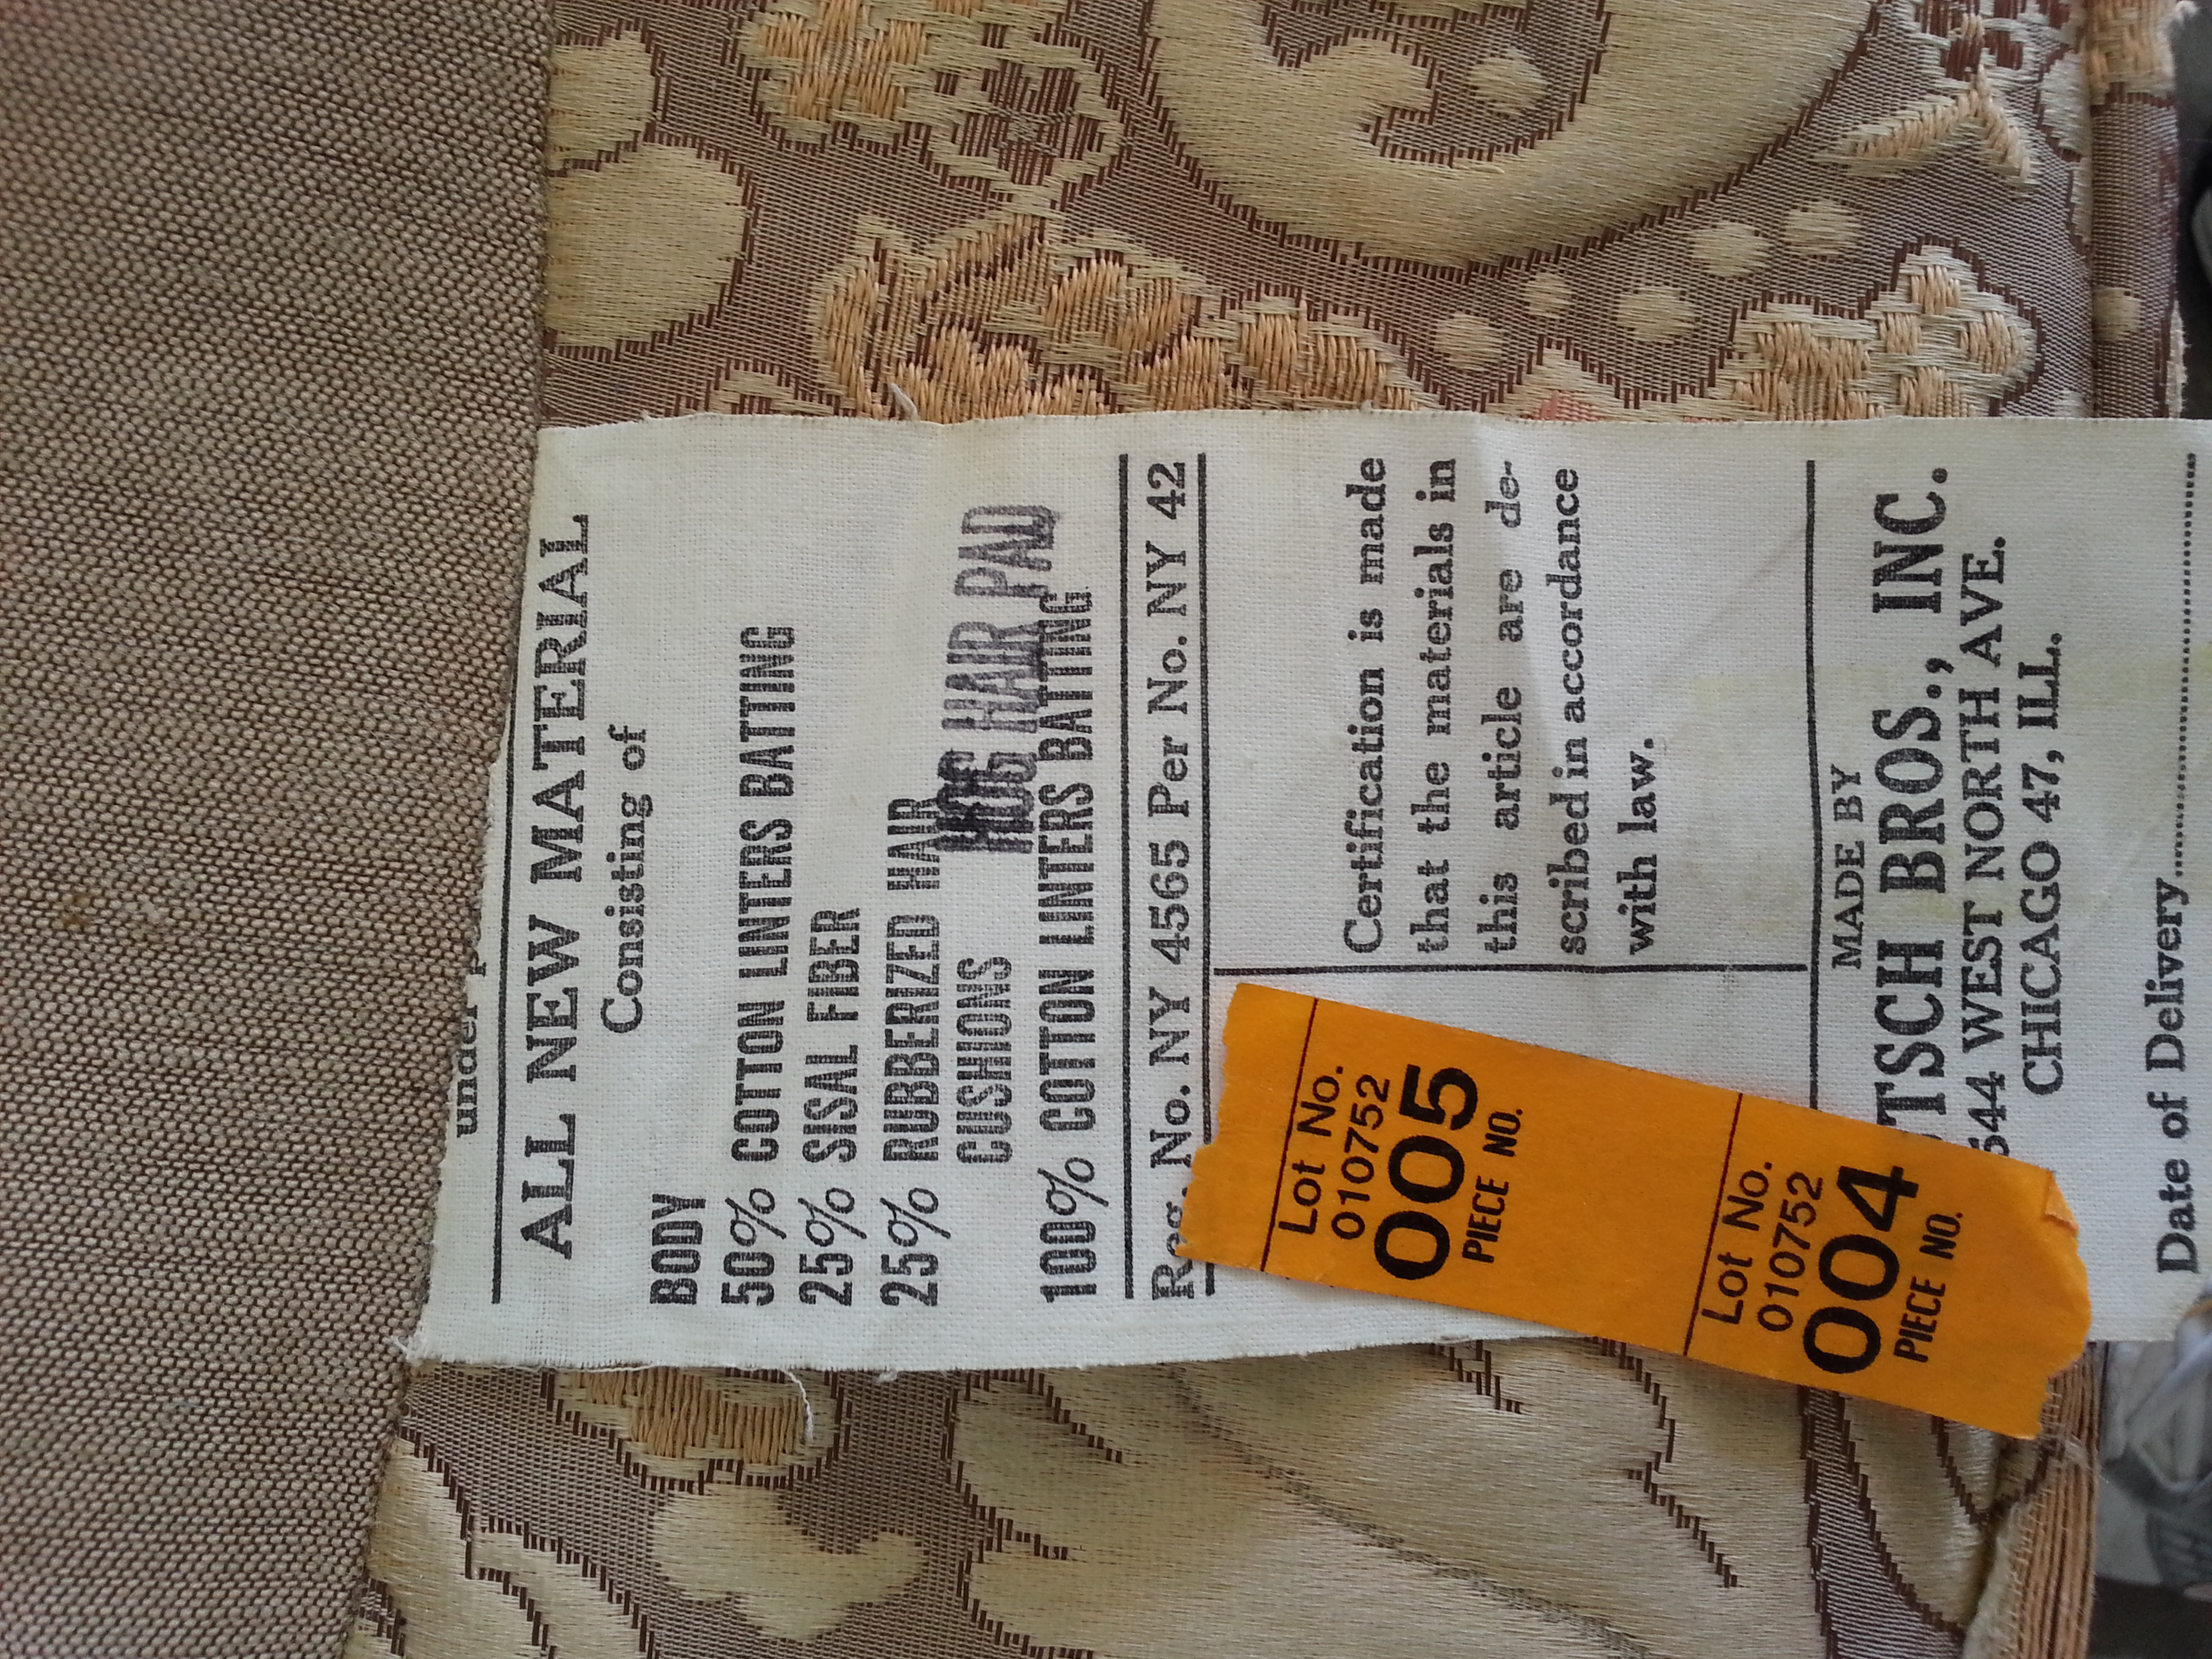 under p
ALL NEW MATERIAL
Consisting of
BODY
50% COTTON LINTERS BATTING
25% SISAL FIBER
25% RUBBERIZED HAIR
HOG HAIR PAD
CUSHIONS
100% COTTON LINTERS BATTING
Reg. No. NY 4565 Per No. NY 42
Certification is made
that the materials in
this article are de-
scribed in accordance
with law.
MADE BY
TSCH BROS., INC.
644 WEST NORTH AVE.
CHICAGO 47, ILL.
Date of Delivery
Lot No.
010752
005
PIECE NO.
Lot No.
010752
004
PIECE NO.